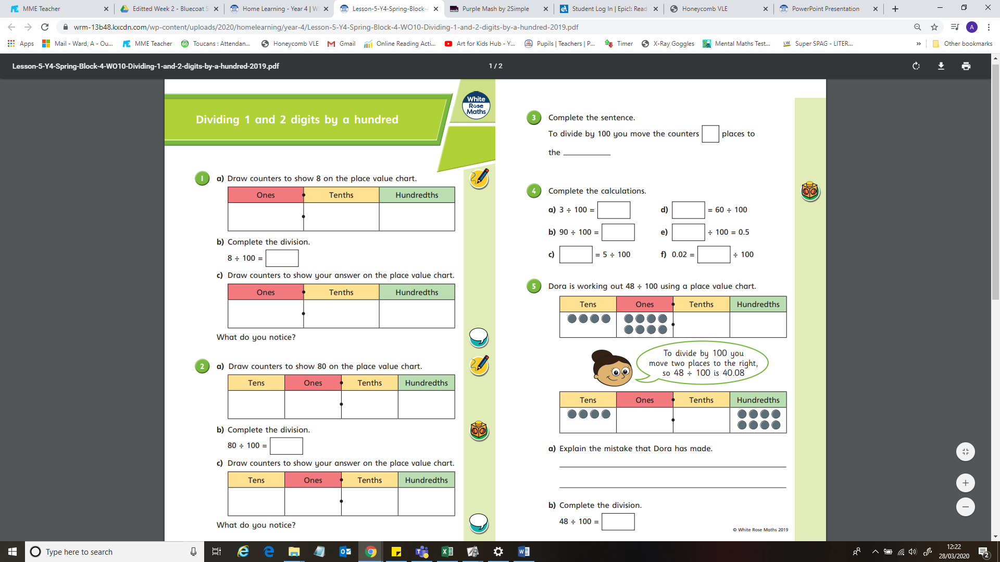 MME Teacher
Editted Week 2 - Bluecoat S
Home Learning - Year 4 | W
Lesson-5-Y4-Spring-Block-4
Purple Mash by 2Simple
Student Log In | Epic!: Read
Honeycomb VLE
PowerPoint Presentation
wrm-13b48.kxcdn.com/wp-content/uploads/2020/homelearning/year-4/Lesson-5-Y4-Spring-Block-4-WO10-Dividing-1-and-2-digits-by-a-hundred-2019.pdf
A
Apps
Mail - Ward, A - Ou...
MME Teacher
Toucans : Attendan...
Honeycomb VLE
Gmail
Online Reading Acti...
Art for Kids Hub - Y...
Pupils | Teachers | P...
Timer
X-Ray Goggles
Mental Maths Test...
Super SPAG - LITER...
»
Other bookmarks
Lesson-5-Y4-Spring-Block-4-WO10-Dividing-1-and-2-digits-by-a-hundred-2019.pdf
1 / 2
Dividing 1 and 2 digits by a hundred
White
Rose
Maths
1
a) Draw counters to show 8 on the place value chart.
Ones Tenths Hundredths
b) Complete the division.
8 ÷ 100 =
c) Draw counters to show your answer on the place value chart.
Ones Tenths Hundredths
What do you notice?
2
a) Draw counters to show 80 on the place value chart.
Tens Ones Tenths Hundredths
b) Complete the division.
80 ÷ 100 =
c) Draw counters to show your answer on the place value chart.
Tens Ones Tenths Hundredths
What do you notice?
3
Complete the sentence.
To divide by 100 you move the counters places to
the __________
4
Complete the calculations.
a) 3 ÷ 100 =
d) = 60 ÷ 100
b) 90 ÷ 100 =
e) ÷ 100 = 0.5
c) = 5 ÷ 100
f) 0.02 = ÷ 100
5
Dora is working out 48 ÷ 100 using a place value chart.
Tens Ones Tenths Hundredths
To divide by 100 you
move two places to the right,
so 48 ÷ 100 is 40.08
Tens Ones Tenths Hundredths
a) Explain the mistake that Dora has made.
b) Complete the division.
48 ÷ 100 =
© White Rose Maths 2019
Type here to search
12:22
28/03/2020
2